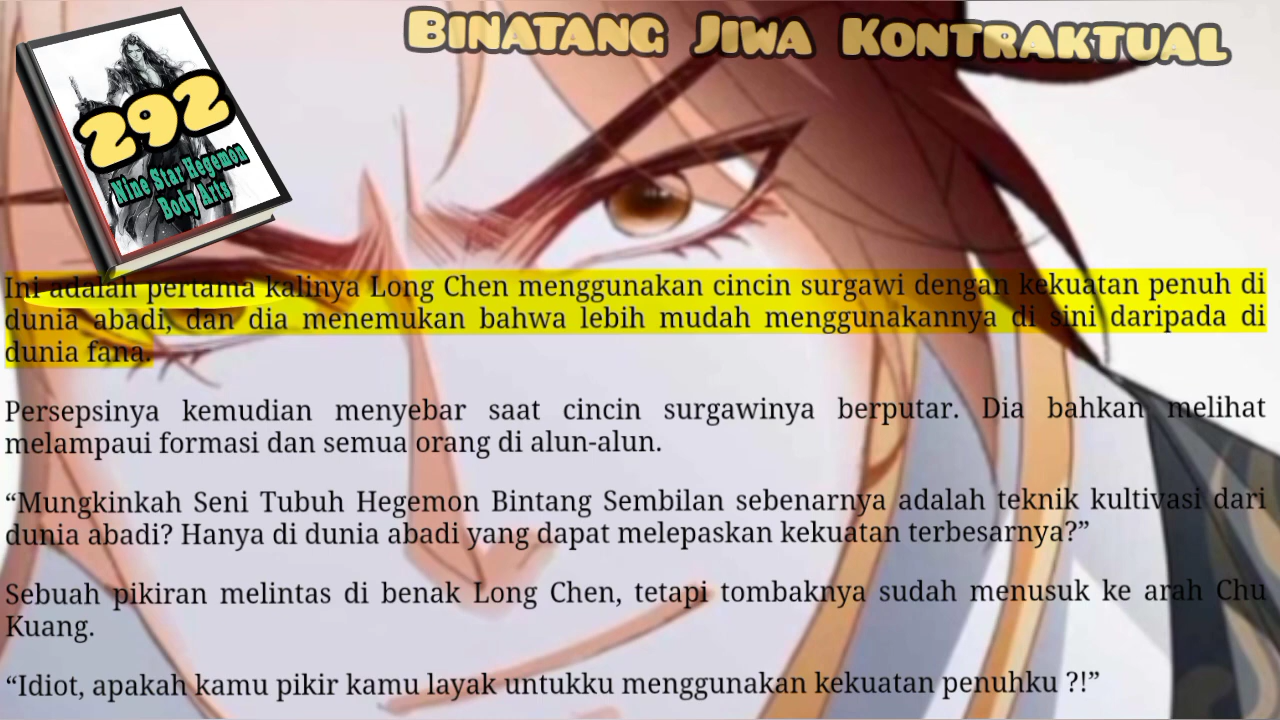 Binatang Jiwa Kontraktual
292
Nine Star Hegemon
Body Arts
Ini adalah pertama kalinya Long Chen menggunakan cincin surgawi dengan kekuatan penuh di
dunia abadi, dan dia menemukan bahwa lebih mudah menggunakannya di sini daripada di
dunia fana.
Persepsinya kemudian menyebar saat cincin surgawinya berputar. Dia bahkan melihat
melampaui formasi dan semua orang di alun-alun.
“Mungkinkah Seni Tubuh Hegemon Bintang Sembilan sebenarnya adalah teknik kultivasi dari
dunia abadi? Hanya di dunia abadi yang dapat melepaskan kekuatan terbesarnya?”
Sebuah pikiran melintas di benak Long Chen, tetapi tombaknya sudah menusuk ke arah Chu
Kuang.
“Idiot, apakah kamu pikir kamu layak untukku menggunakan kekuatan penuhku ?!”